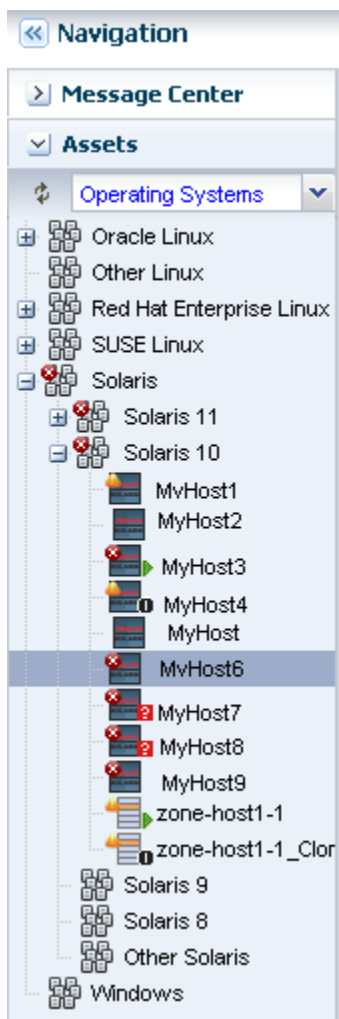 Navigation
Message Center
Assets
Operating Systems
Oracle Linux
Other Linux
Red Hat Enterprise Linux
SUSE Linux
Solaris
Solaris 11
Solaris 10
MvHost1
MyHost2
MyHost3
MyHost4
MyHost
MvHost6
MyHost7
MyHost8
MyHost9
zone-host1-1
zone-host1-1_Clor
Solaris 9
Solaris 8
Other Solaris
Windows